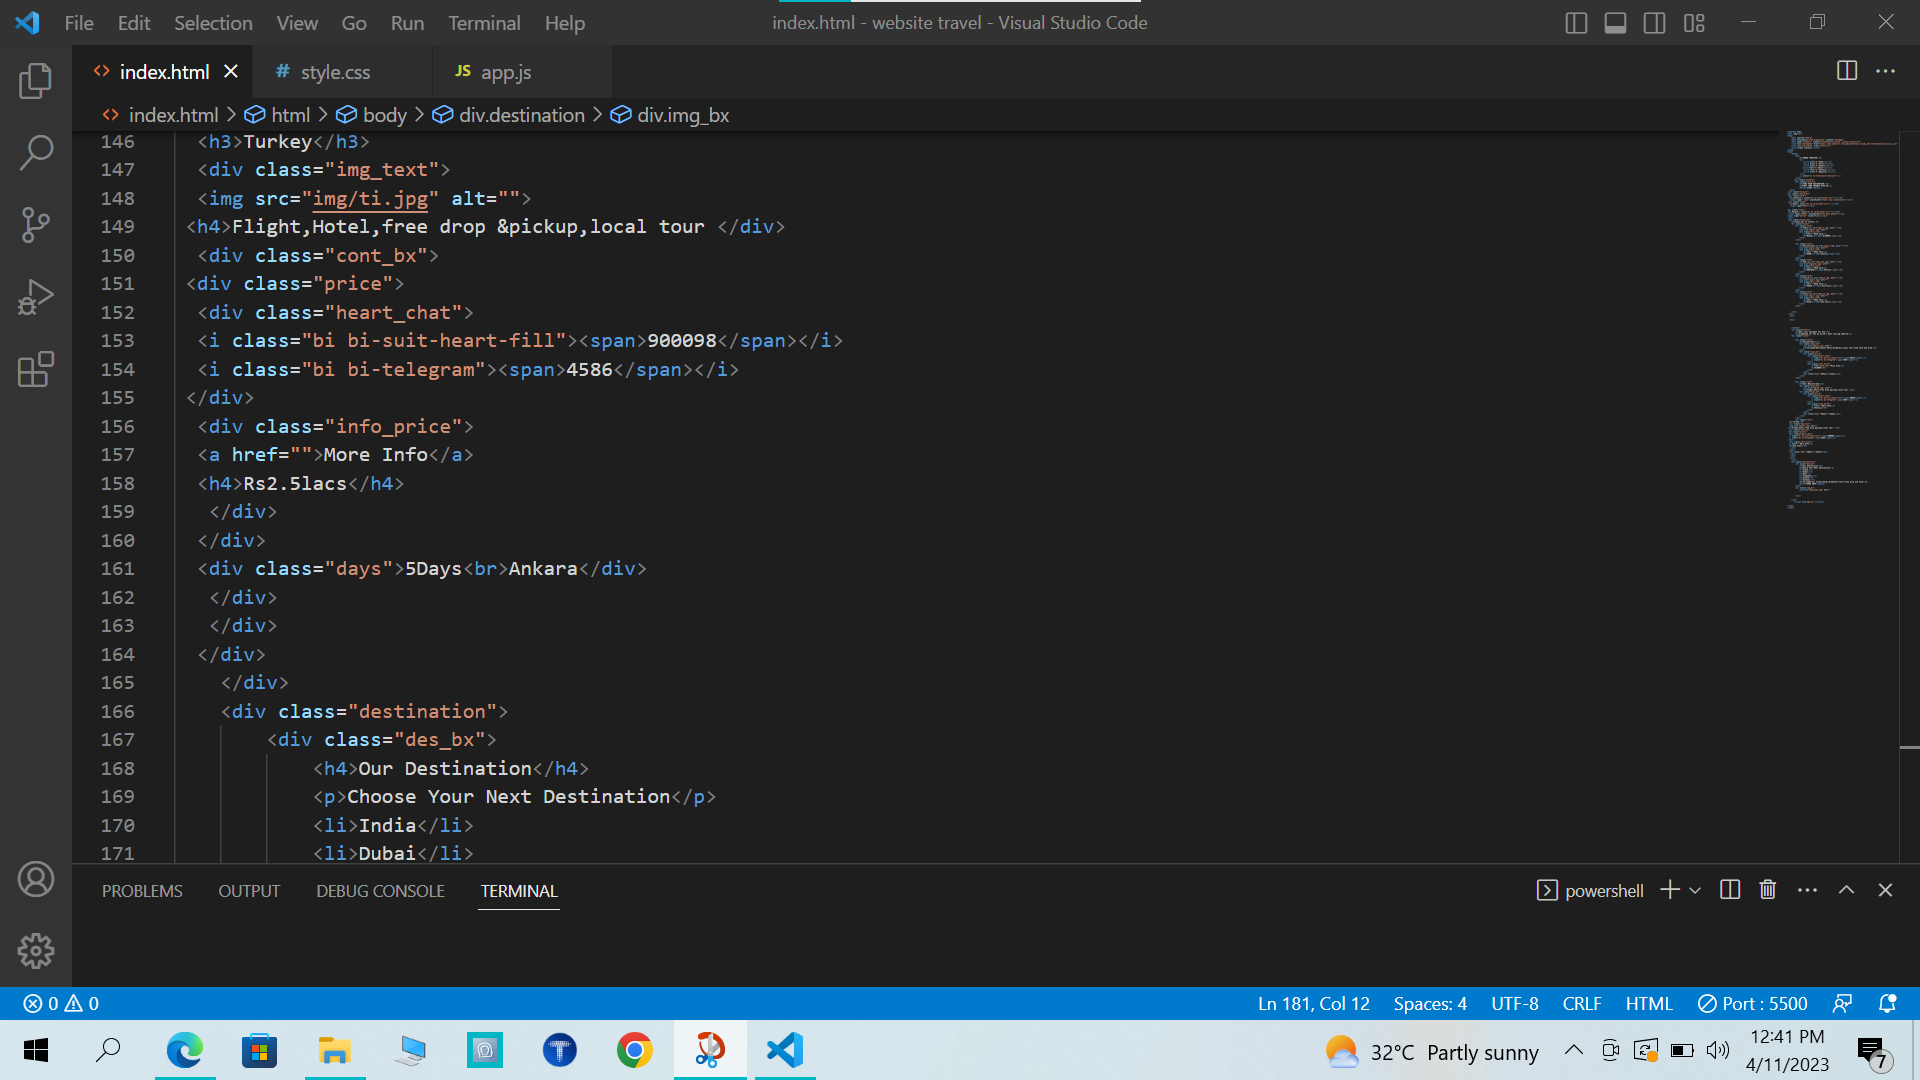 File Edit Selection View Go Run Terminal Help index.html - website travel - Visual Studio Code
index.html # style.css JS app.js
index.html > html > body > div.destination > div.img_bx
146 <h3>Turkey</h3>
147 <div class="img_text">
148 <img src="img/ti.jpg" alt="">
149 <h4>Flight,Hotel,free drop &pickup,local tour </div>
150 <div class="cont_bx">
151 <div class="price">
152 <div class="heart_chat">
153 <i class="bi bi-suit-heart-fill"><span>900098</span></i>
154 <i class="bi bi-telegram"><span>4586</span></i>
155 </div>
156 <div class="info_price">
157 <a href="">More Info</a>
158 <h4>Rs2.5lacs</h4>
159 </div>
160 </div>
161 <div class="days">5Days<br>Ankara</div>
162 </div>
163 </div>
164 </div>
165 </div>
166 <div class="destination">
167 <div class="des_bx">
168 <h4>Our Destination</h4>
169 <p>Choose Your Next Destination</p>
170 <li>India</li>
171 <li>Dubai</li>
PROBLEMS OUTPUT DEBUG CONSOLE TERMINAL powershell
0 0 Ln 181, Col 12 Spaces: 4 UTF-8 CRLF HTML Port : 5500
32°C Partly sunny 12:41 PM
4/11/2023 7